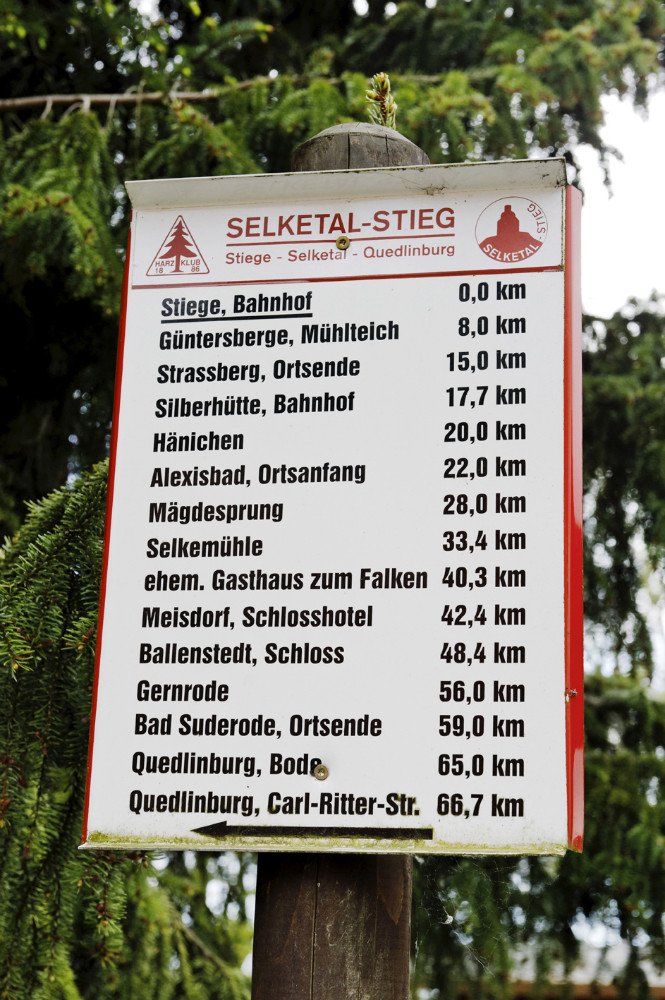 SELKETAL-STIEG
Stiege - Selketal - Quedlinburg
HARZ KLUB
18 86
STIEG-
SELKETAL
Stiege, Bahnhof 0,0 km
Güntersberge, Mühlteich 8,0 km
Strassberg, Ortsende 15,0 km
Silberhütte, Bahnhof 17,7 km
Hänichen 20,0 km
Alexisbad, Ortsanfang 22,0 km
Mägdesprung 28,0 km
Selkemühle 33,4 km
ehem. Gasthaus zum Falken 40,3 km
Meisdorf, Schlosshotel 42,4 km
Ballenstedt, Schloss 48,4 km
Gernrode 56,0 km
Bad Suderode, Ortsende 59,0 km
Quedlinburg, Bode 65,0 km
Quedlinburg, Carl-Ritter-Str. 66,7 km